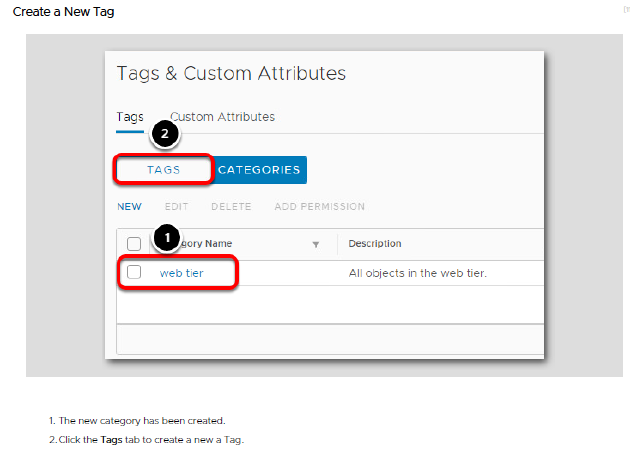 Create a New Tag
Tags & Custom Attributes
Tags Custom Attributes
2
TAGS CATEGORIES
NEW EDIT DELETE ADD PERMISSION
1
gory Name Description
web tier All objects in the web tier.
1. The new category has been created.
2. Click the Tags tab to create a new a Tag.